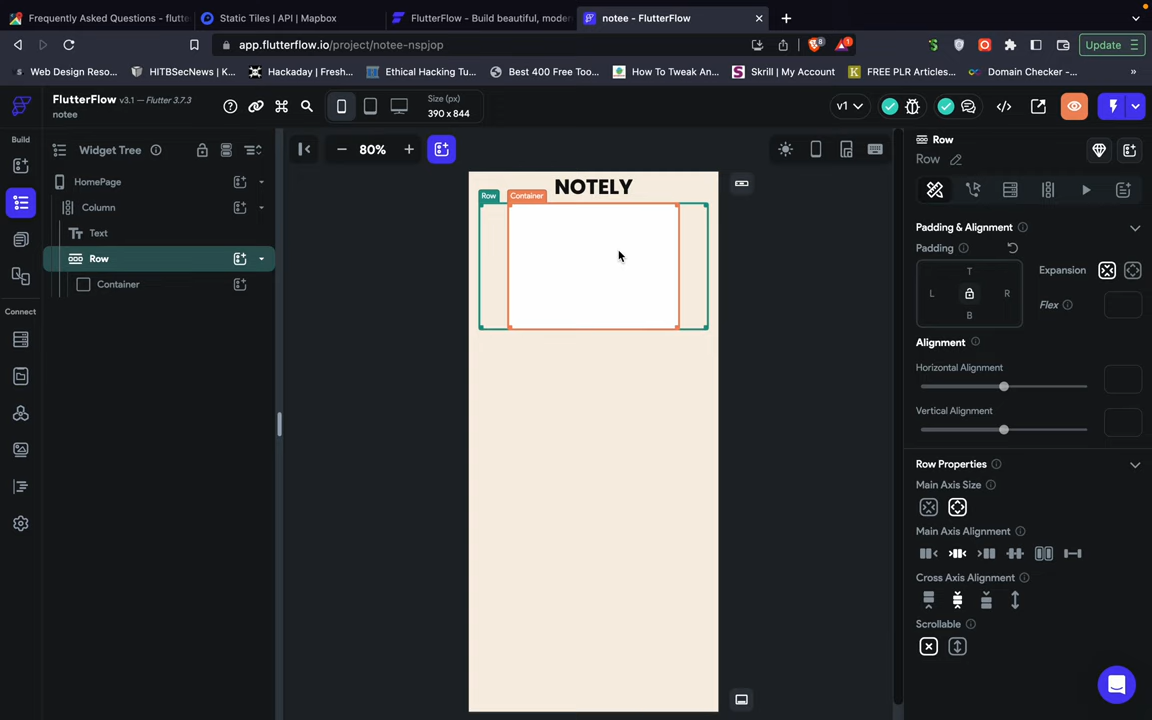 Frequently Asked Questions - flutte
Static Tiles | API | Mapbox
FlutterFlow - Build beautiful, moder
notee - FlutterFlow
app.flutterflow.io/project/notee-nspjop
8
1
Update
Web Design Reso...
HITBSecNews | K...
Hackaday | Fresh...
Ethical Hacking Tu...
Best 400 Free Too...
How To Tweak An...
Skrill | My Account
FREE PLR Articles...
Domain Checker -...
»
FlutterFlow v3.1 – Flutter 3.7.3
notee
Size (px)
390 x 844
v1
Build
Widget Tree
80%
HomePage
Column
Text
Row
Container
Connect
NOTELY
Row
Container
Row
Row
Padding & Alignment
Padding
T
L
R
B
Expansion
Flex
Alignment
Horizontal Alignment
Vertical Alignment
Row Properties
Main Axis Size
Main Axis Alignment
Cross Axis Alignment
Scrollable